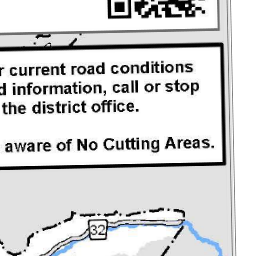 r current road conditions
d information, call or stop
the district office.
aware of No Cutting Areas.
32